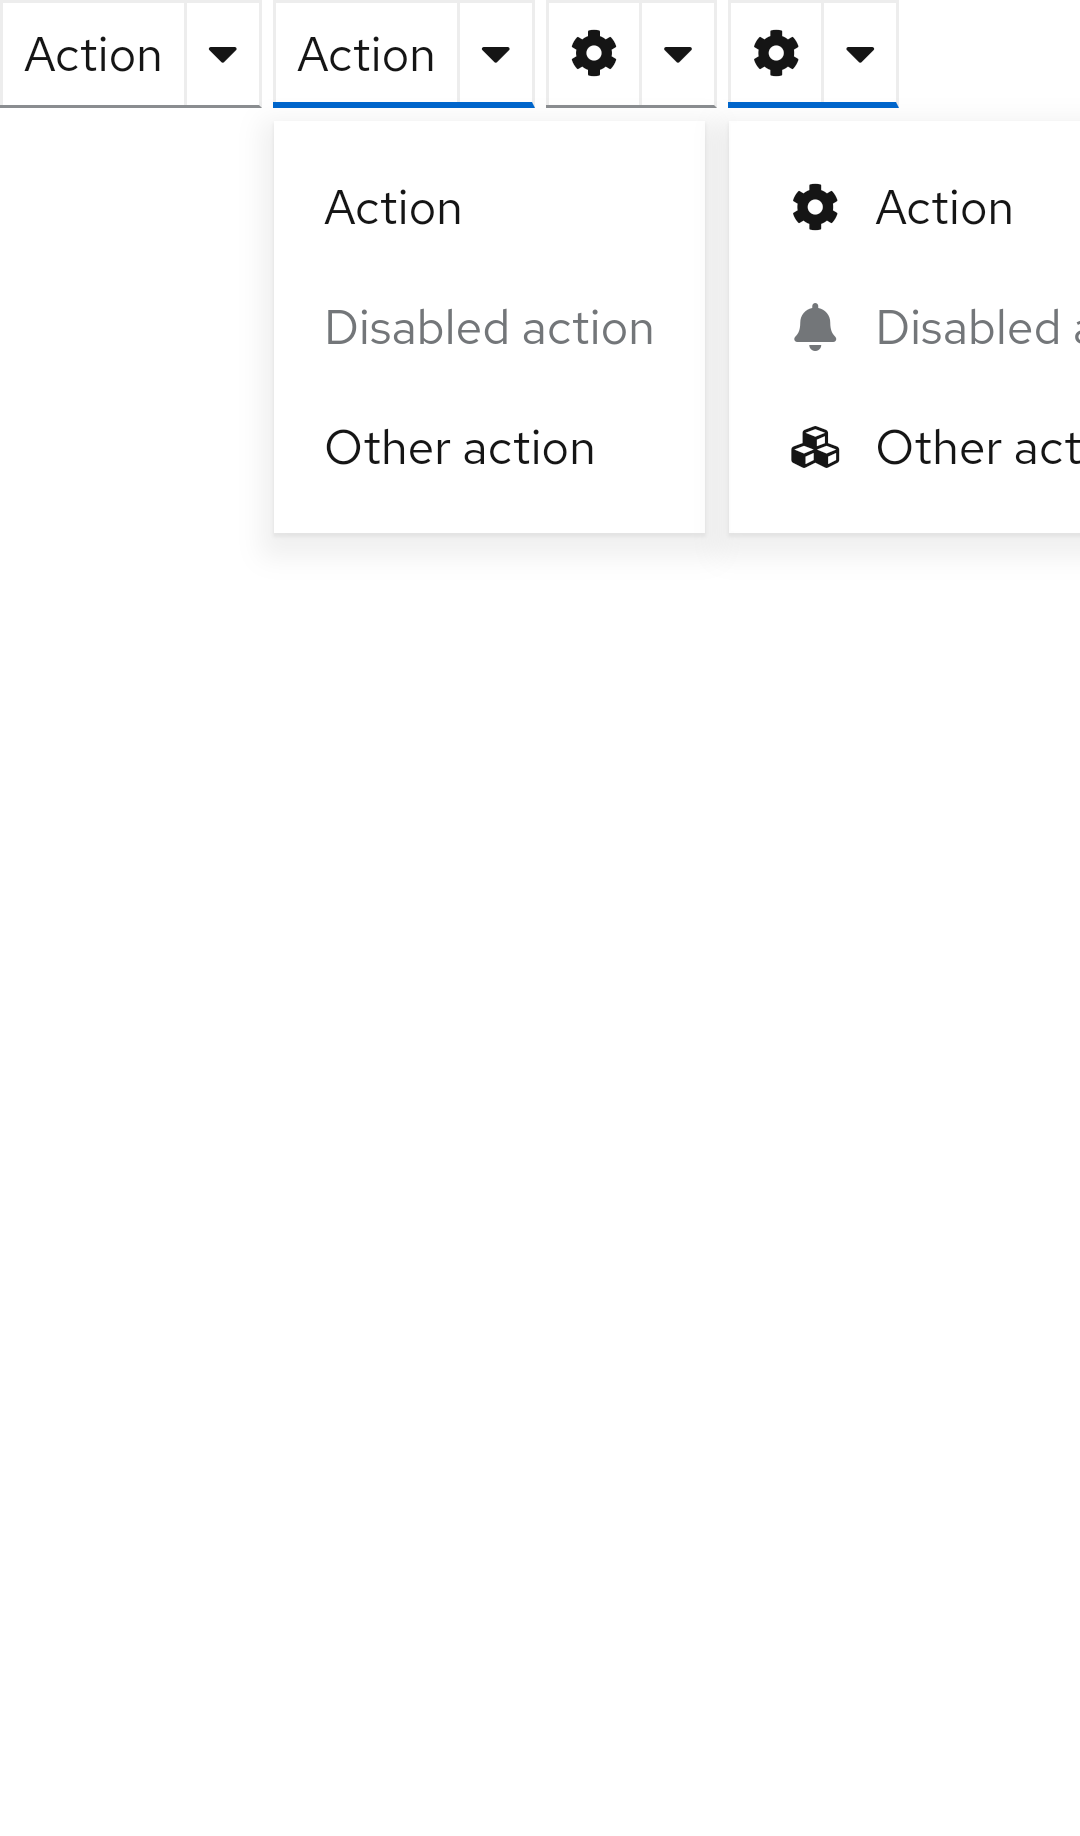 Action
Action
Action
Disabled action
Other action
Action
Disabled
Other act